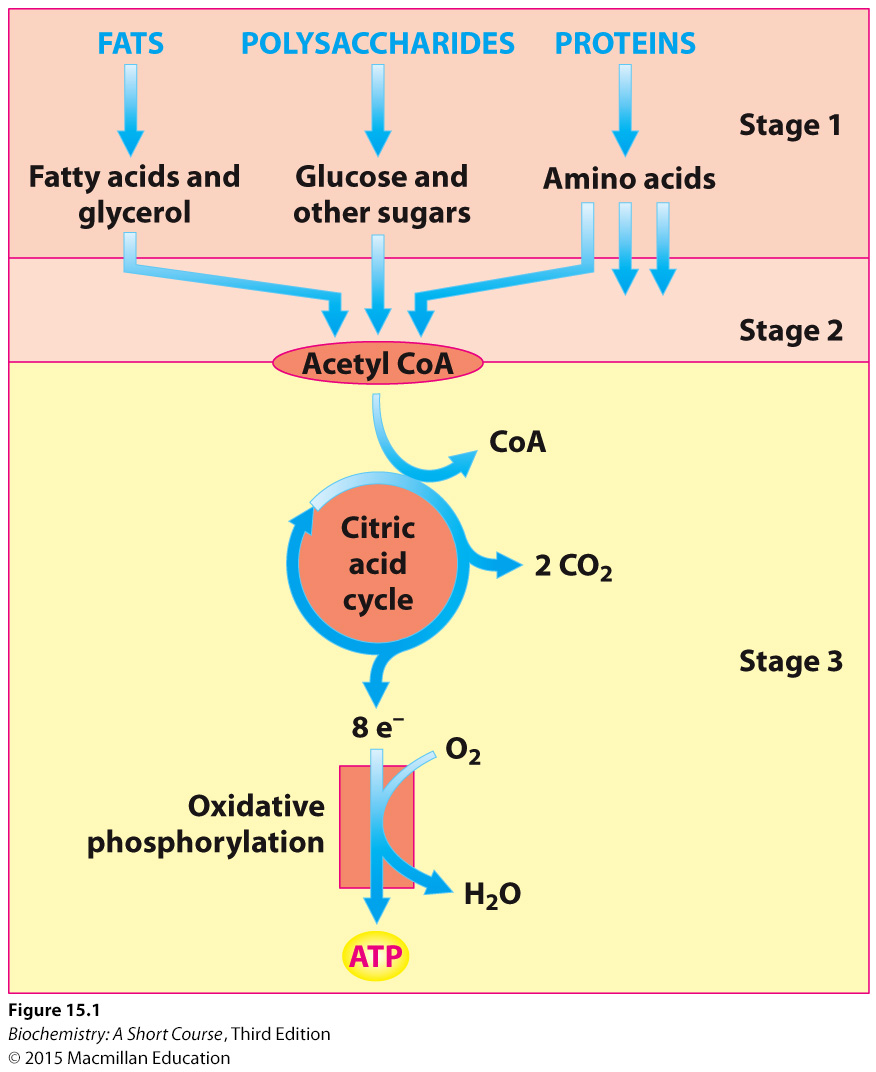 FATS POLYSACCHARIDES PROTEINS
Stage 1
Fatty acids and
glycerol
Glucose and
other sugars
Amino acids
Stage 2
Acetyl CoA
CoA
Citric
acid
cycle
2 CO₂
Stage 3
8 e⁻
O₂
Oxidative
phosphorylation
H₂O
ATP
Figure 15.1
Biochemistry: A Short Course, Third Edition
© 2015 Macmillan Education